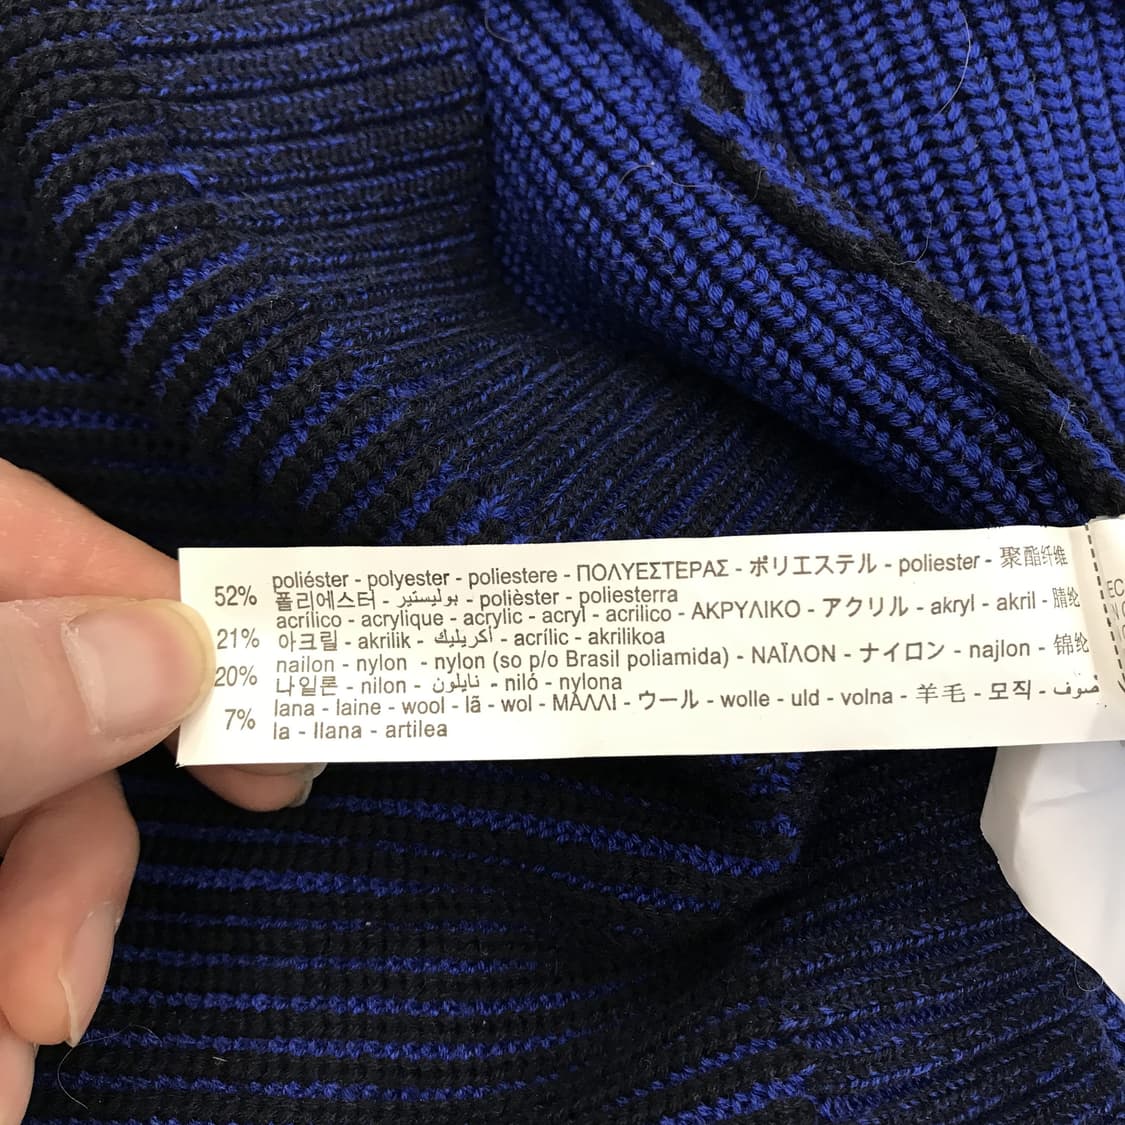 52% poliéster - polyester - poliestere - ΠΟΛΥΕΣΤΕΡΑΣ - ポリエステル - poliester - 聚酯纤维
폴리에스터 - بوليستير - polièster - poliesterra
21% acrílico - acrylique - acrylic - acryl - acrilico - ΑΚΡΥΛΙΚΟ - アクリル - akryl - akril - 腈纶
아크릴 - akrilik - أكريليك - acrílic - akrilikoa
20% nailon - nylon - nylon (so p/o Brasil poliamida) - ΝΑΪΛΟΝ - ナイロン - najlon - 锦纶
나일론 - nilon - نايلون - niló - nylona
7% lana - laine - wool - lã - wol - ΜΑΛΛΙ - ウール - wolle - uld - volna - 羊毛 - 모직 - صوف
la - llana - artilea
EC